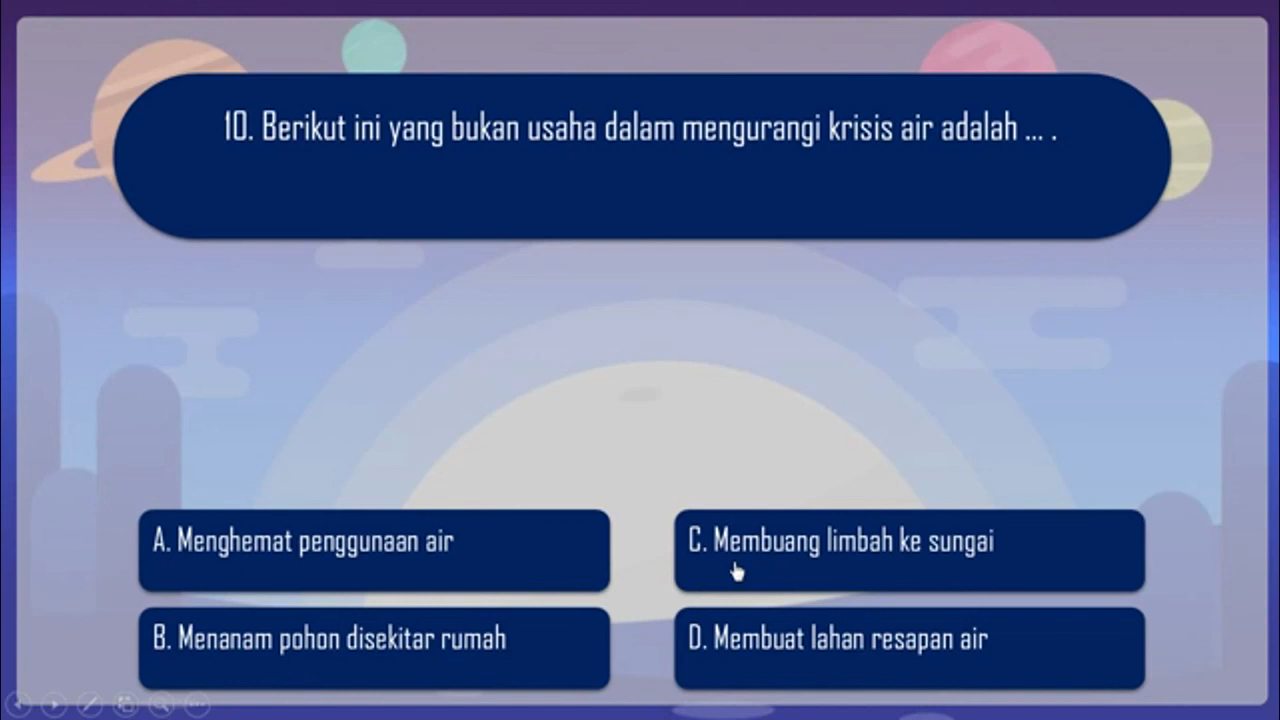 10. Berikut ini yang bukan usaha dalam mengurangi krisis air adalah ... .
A. Menghemat penggunaan air
B. Menanam pohon disekitar rumah
C. Membuang limbah ke sungai
D. Membuat lahan resapan air